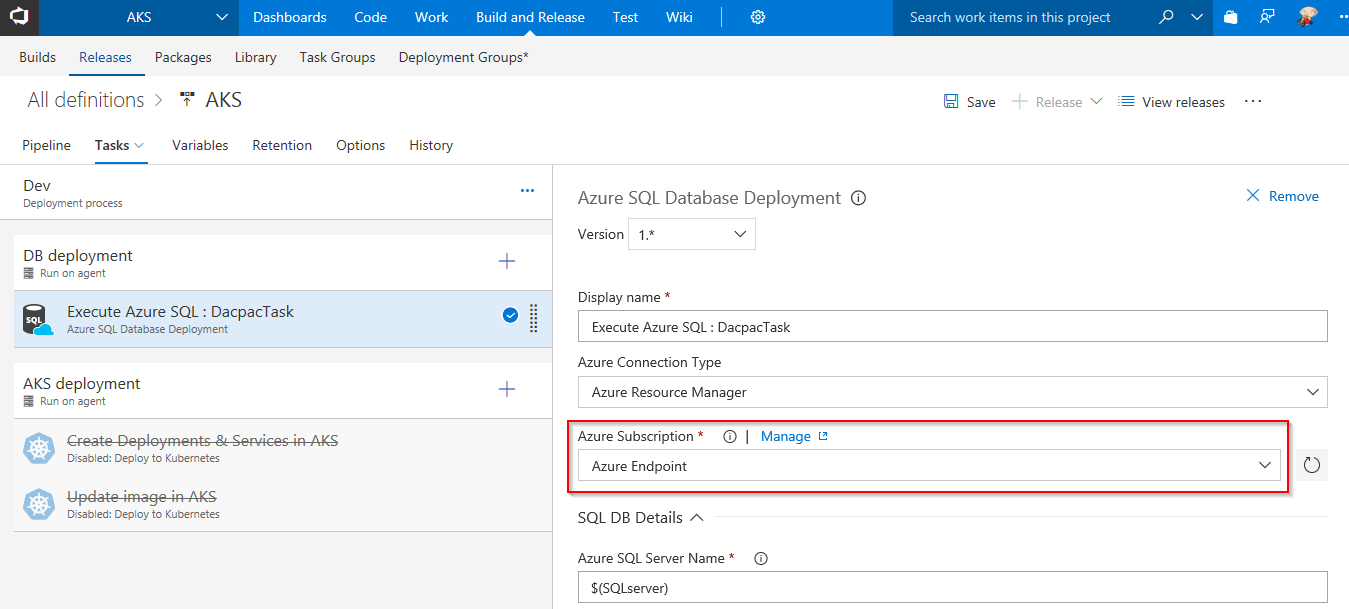 AKS Dashboards Code Work Build and Release Test Wiki Search work items in this project
Builds Releases Packages Library Task Groups Deployment Groups*
All definitions > AKS Save Release View releases ...
Pipeline Tasks Variables Retention Options History
Dev
Deployment process
DB deployment
Run on agent
SQL
Execute Azure SQL : DacpacTask
Azure SQL Database Deployment
AKS deployment
Run on agent
Create Deployments & Services in AKS
Disabled: Deploy to Kubernetes
Update image in AKS
Disabled: Deploy to Kubernetes
Azure SQL Database Deployment Remove
Version 1.*
Display name *
Execute Azure SQL : DacpacTask
Azure Connection Type
Azure Resource Manager
Azure Subscription * | Manage
Azure Endpoint
SQL DB Details
Azure SQL Server Name *
$(SQLserver)